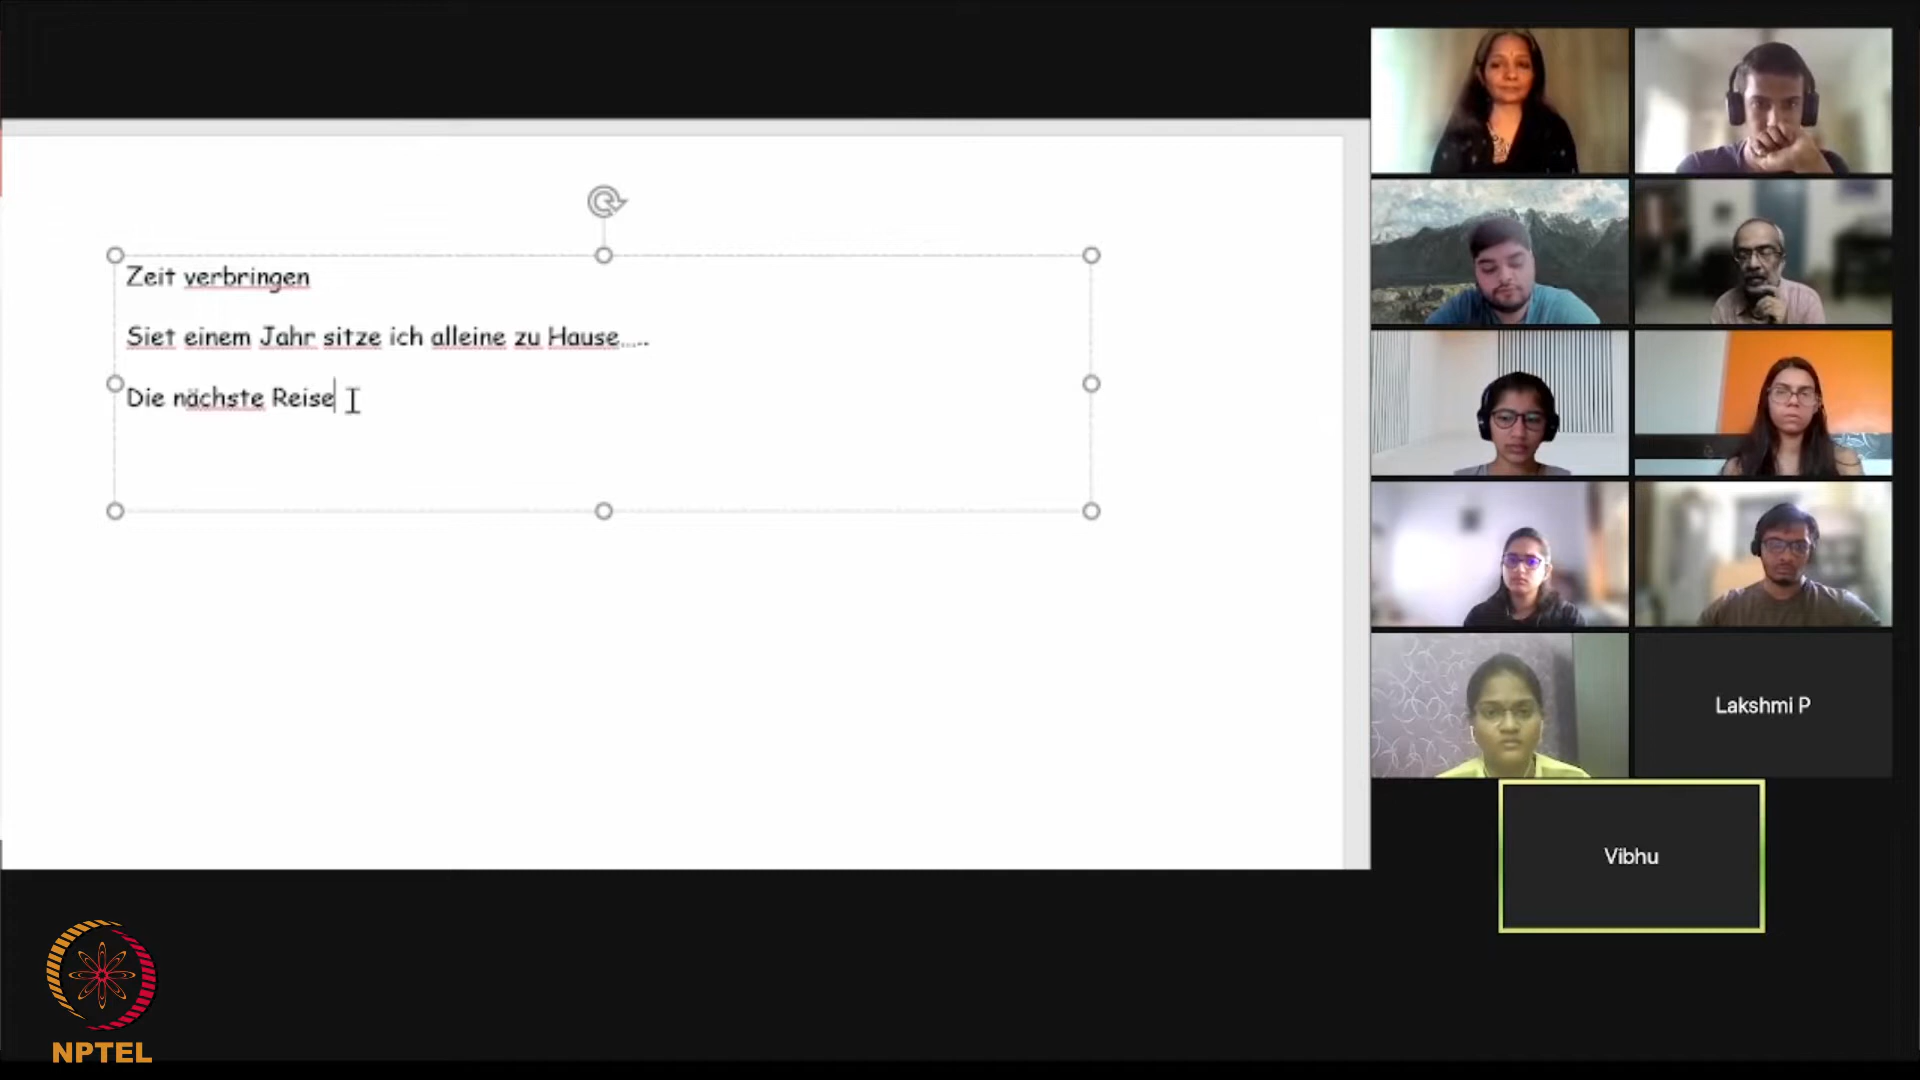 Zeit verbringen
Siet einem Jahr sitze ich alleine zu Hause.....
Die nächste Reise
Lakshmi P
Vibhu
NPTEL